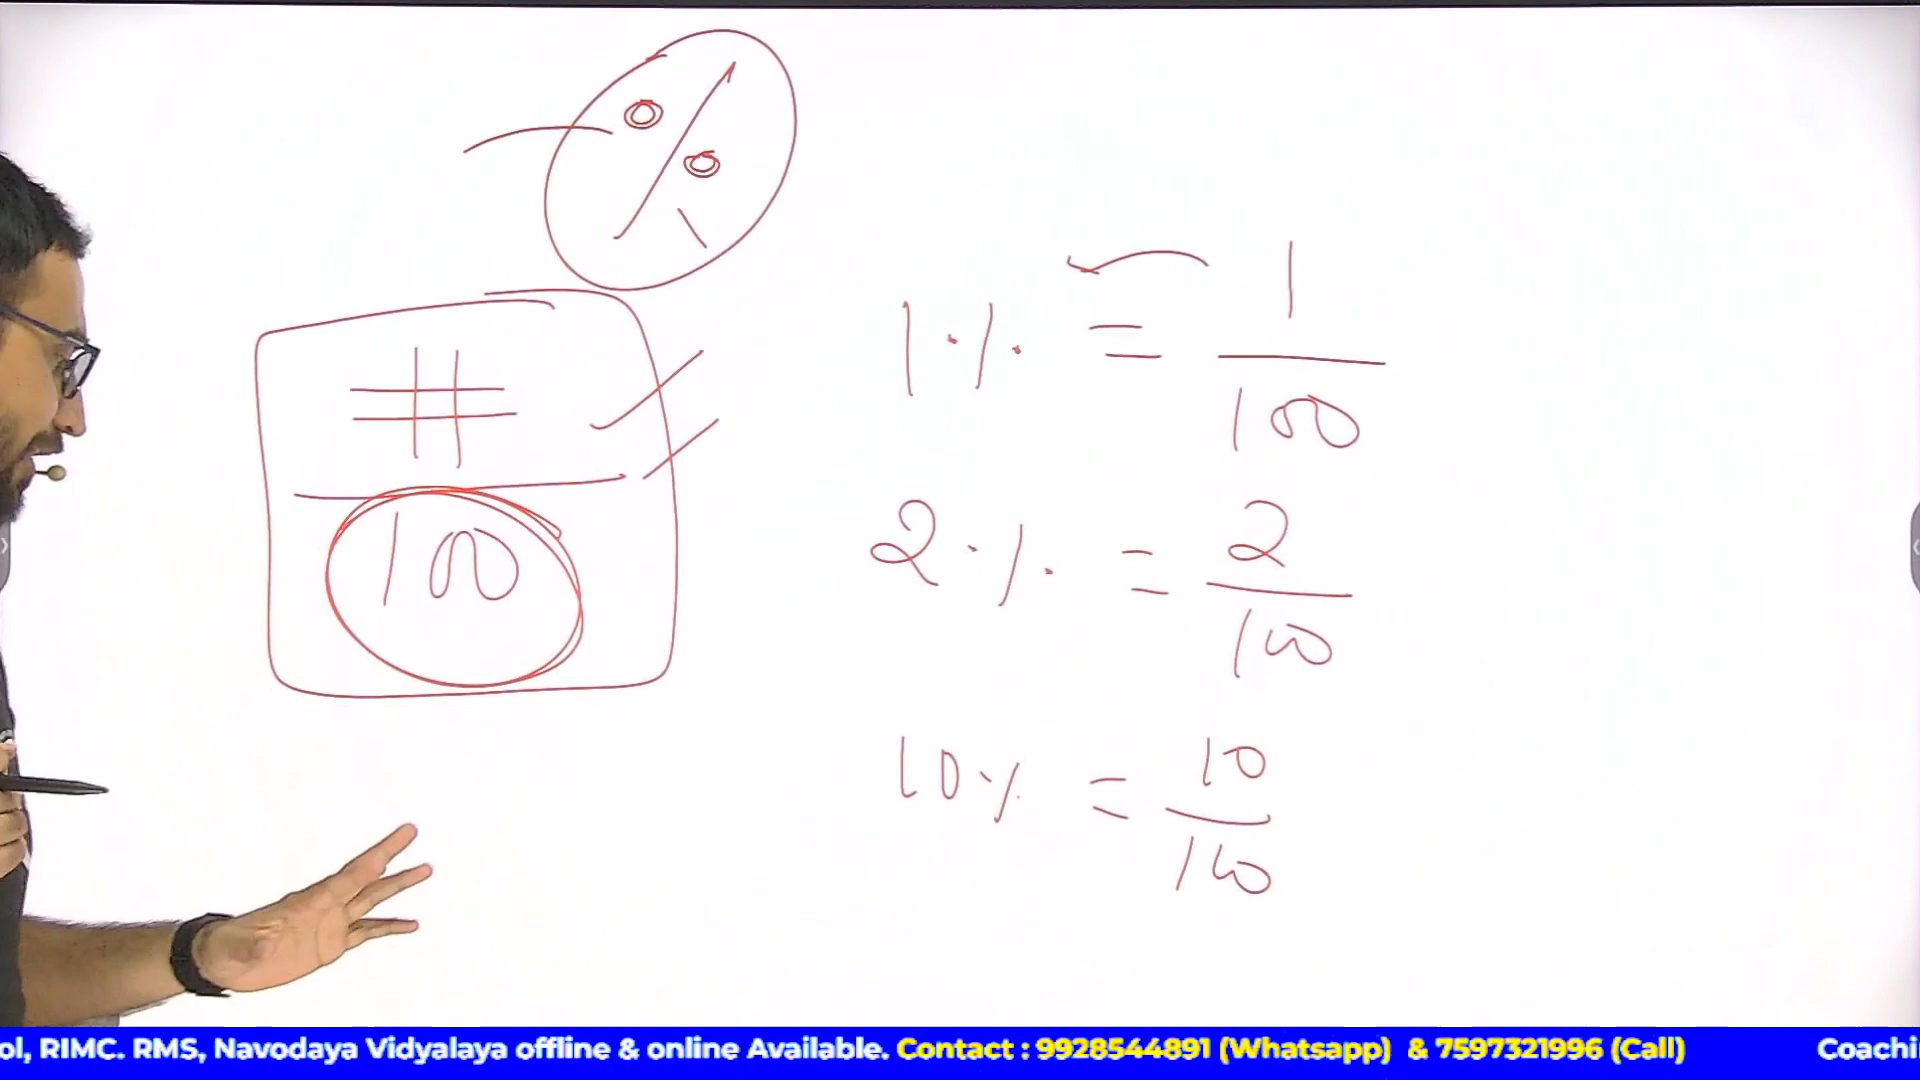 %
#
100
1% = 1/100
2% = 2/100
10% = 10/100
ol, RIMC. RMS, Navodaya Vidyalaya offline & online Available. Contact : 9928544891 (Whatsapp) & 7597321996 (Call) Coachi